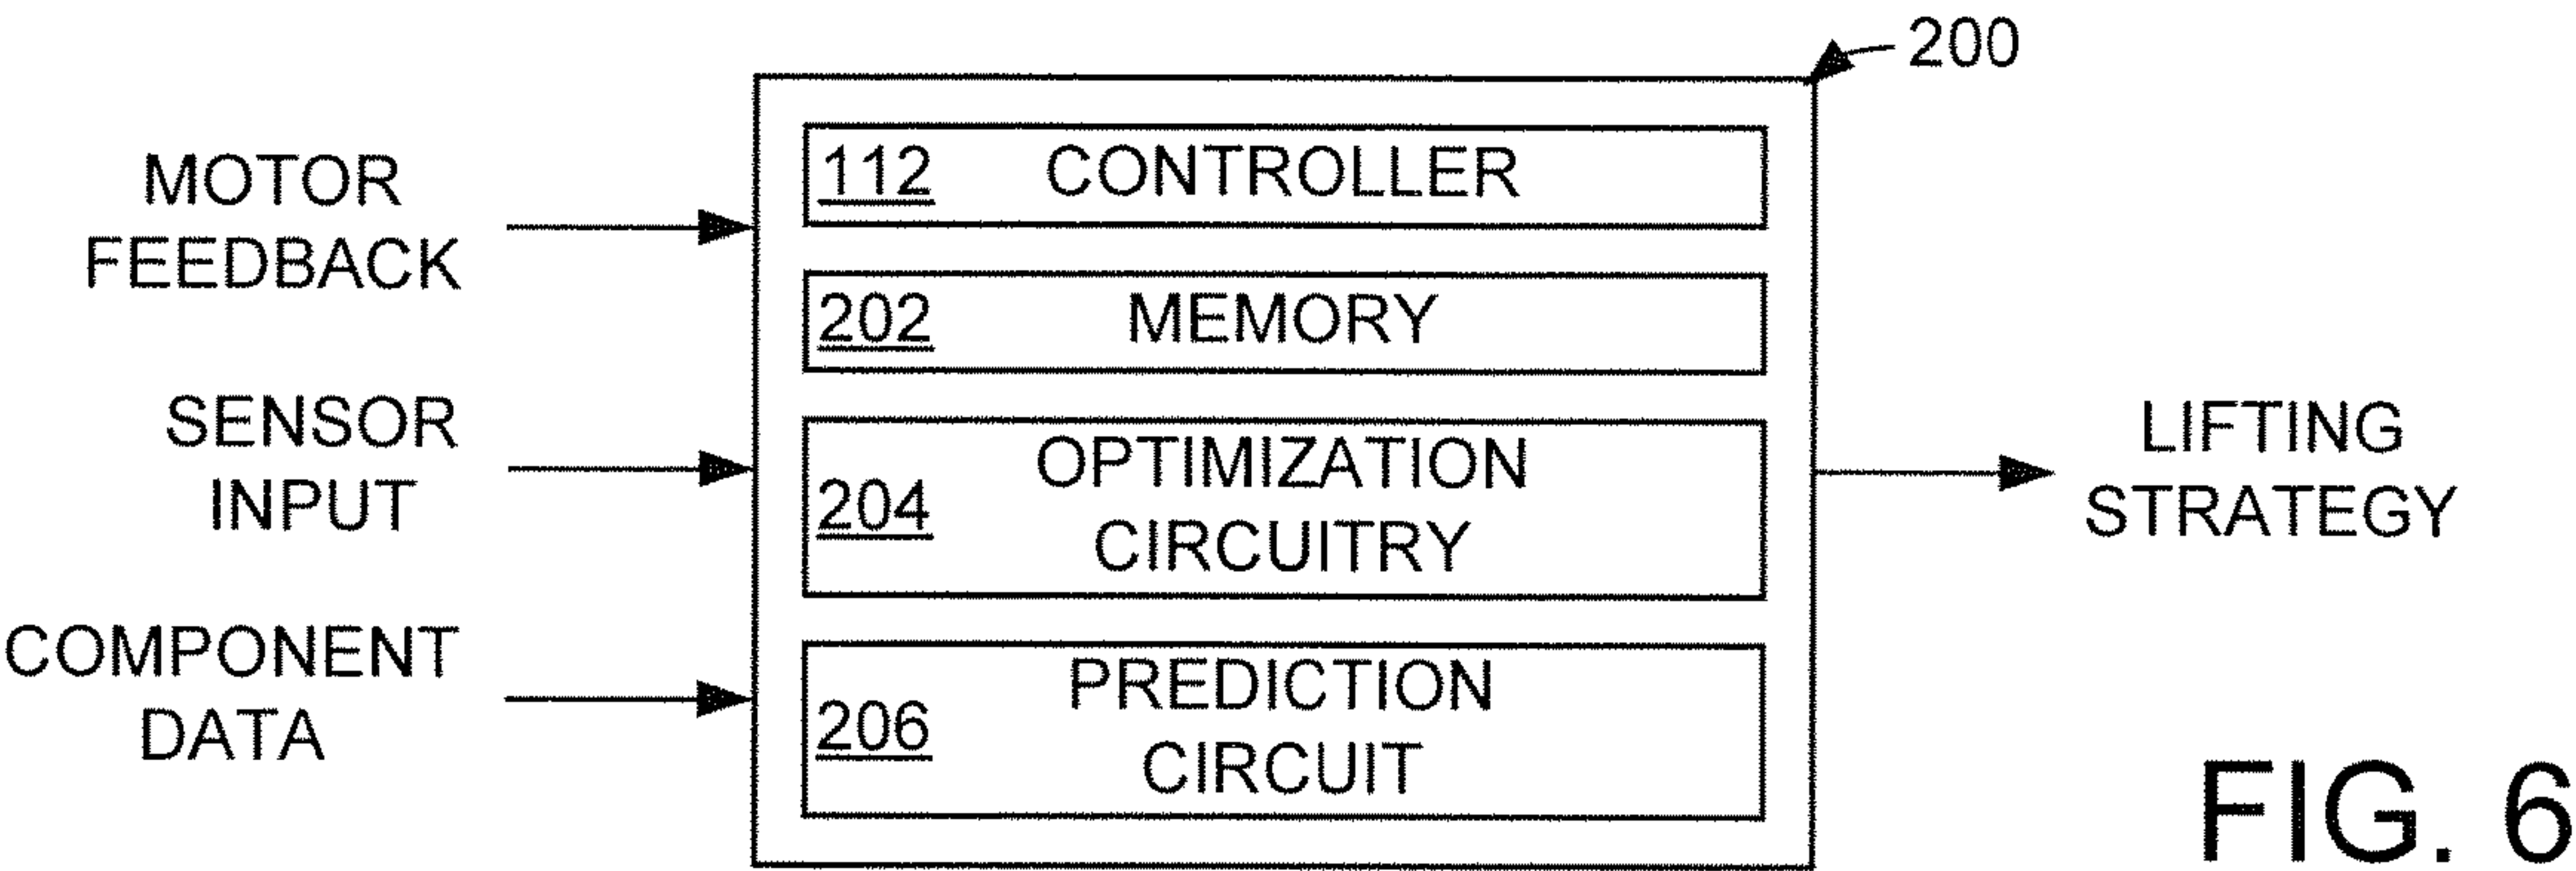 200
MOTOR
FEEDBACK
SENSOR
INPUT
COMPONENT
DATA
112 CONTROLLER
202 MEMORY
204 OPTIMIZATION
CIRCUITRY
206 PREDICTION
CIRCUIT
LIFTING
STRATEGY
FIG. 6